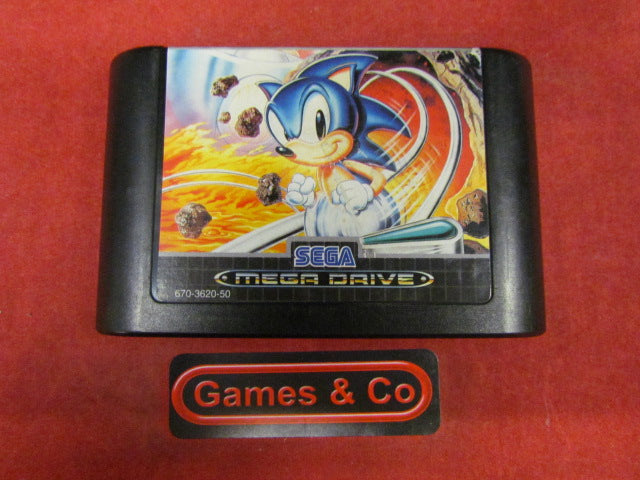 SEGA
MEGA DRIVE
670-3620-50
Games & Co